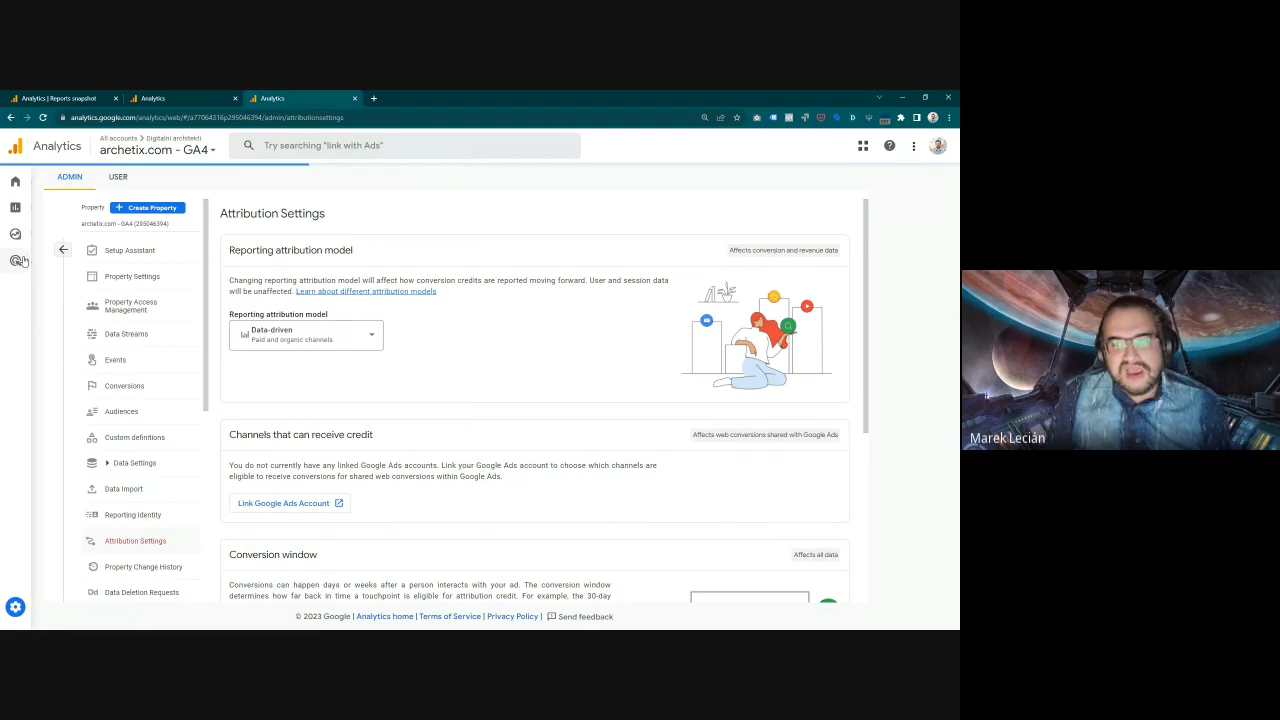 Analytics | Reports snapshot
Analytics
Analytics
analytics.google.com/analytics/web/#/a77064316p295046394/admin/attributionsettings
Analytics
All accounts > Digitalni architekti
archetix.com - GA4
Try searching "link with Ads"
ADMIN
USER
Property
+ Create Property
archetix.com - GA4 (295046394)
Setup Assistant
Property Settings
Property Access
Management
Data Streams
Events
Conversions
Audiences
Custom definitions
Data Settings
Data Import
Reporting Identity
Attribution Settings
Property Change History
Dd Data Deletion Requests
Attribution Settings
Reporting attribution model
Affects conversion and revenue data
Changing reporting attribution model will affect how conversion credits are reported moving forward. User and session data
will be unaffected. Learn about different attribution models
Reporting attribution model
Data-driven
Paid and organic channels
Channels that can receive credit
Affects web conversions shared with Google Ads
You do not currently have any linked Google Ads accounts. Link your Google Ads account to choose which channels are
eligible to receive conversions for shared web conversions within Google Ads.
Link Google Ads Account
Conversion window
Affects all data
Conversions can happen days or weeks after a person interacts with your ad. The conversion window
determines how far back in time a touchpoint is eligible for attribution credit. For example, the 30-day
© 2023 Google | Analytics home | Terms of Service | Privacy Policy | Send feedback
Marek Lecián